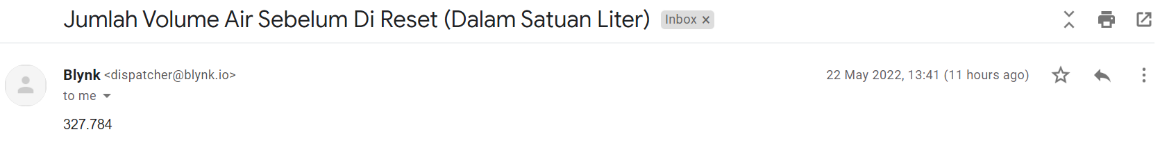 Jumlah Volume Air Sebelum Di Reset (Dalam Satuan Liter) Inbox x
Blynk <dispatcher@blynk.io> 22 May 2022, 13:41 (11 hours ago)
to me
327.784